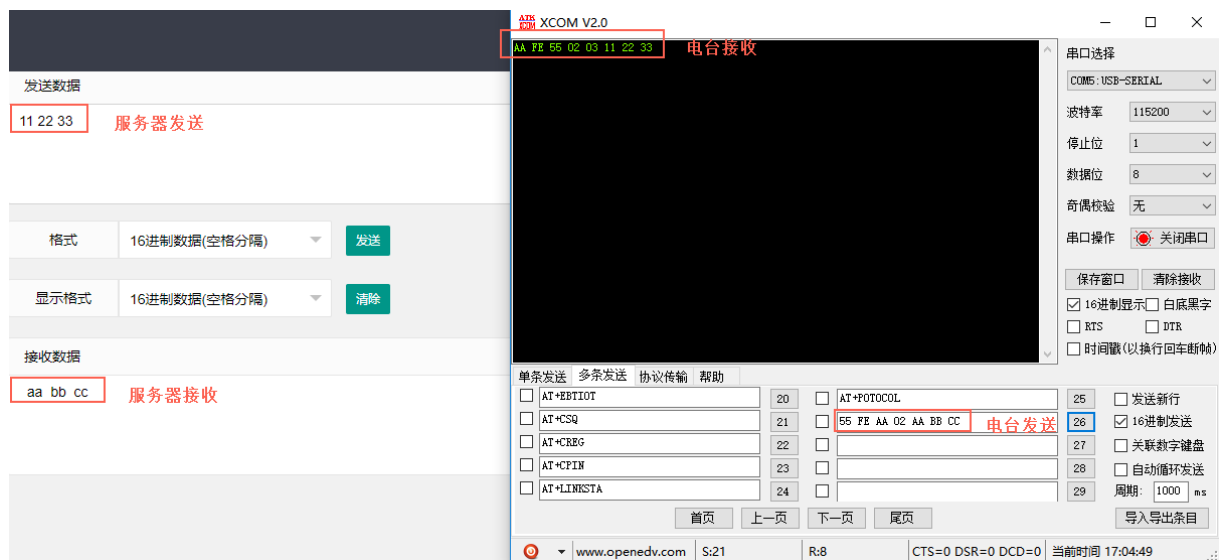 发送数据
11 22 33
服务器发送
格式
16进制数据(空格分隔)
发送
显示格式
16进制数据(空格分隔)
清除
接收数据
aa bb cc
服务器接收
ATK XCOM
XCOM V2.0
AA FE 55 02 03 11 22 33
电台接收
串口选择
COM5:USB-SERIAL
波特率
115200
停止位
1
数据位
8
奇偶校验
无
串口操作
关闭串口
保存窗口
清除接收
16进制显示
白底黑字
RTS
DTR
时间戳(以换行回车断帧)
单条发送
多条发送
协议传输
帮助
AT+EBTIOT
20
AT+POTOCOL
25
发送新行
AT+CSQ
21
55 FE AA 02 AA BB CC
电台发送
26
16进制发送
AT+CREG
22
27
关联数字键盘
AT+CPIN
23
28
自动循环发送
AT+LINKSTA
24
29
周期:
1000
ms
首页
上一页
下一页
尾页
导入导出条目
www.openedv.com
S:21
R:8
CTS=0 DSR=0 DCD=0
当前时间 17:04:49